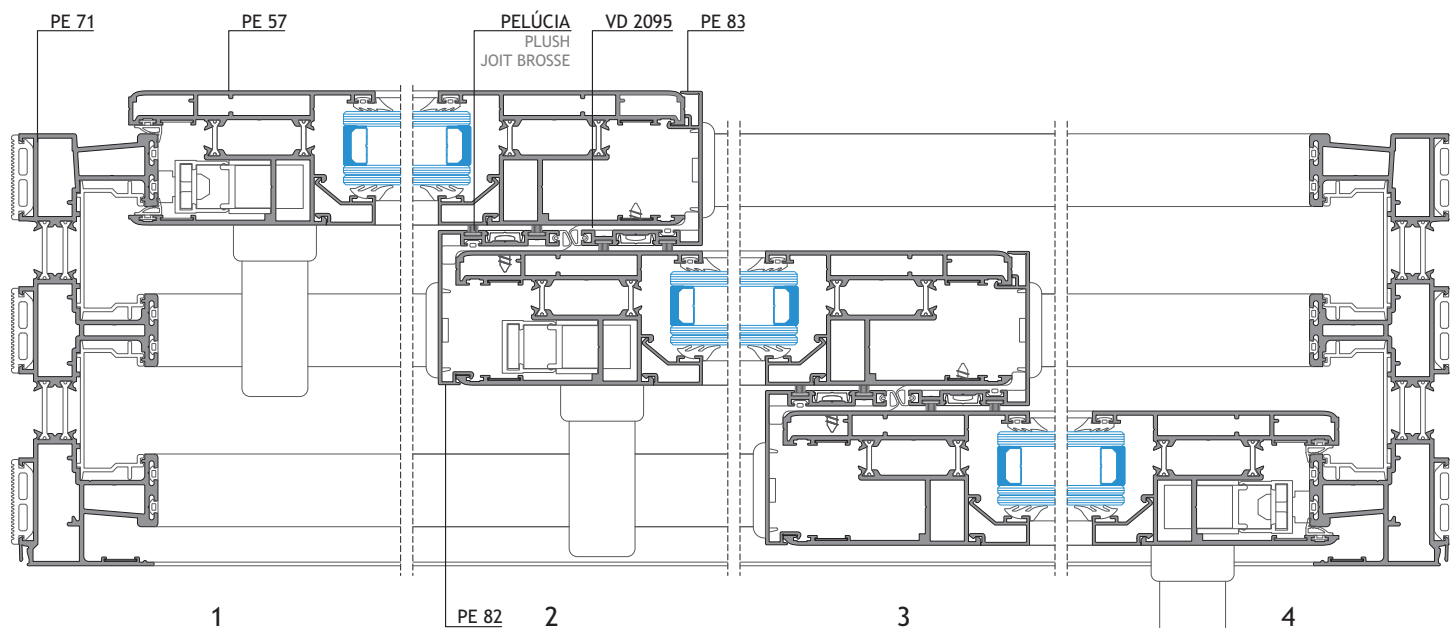 PE 71
PE 57
PELÚCIA
PLUSH
JOIT BROSSE
VD 2095
PE 83
1
PE 82
2
3
4